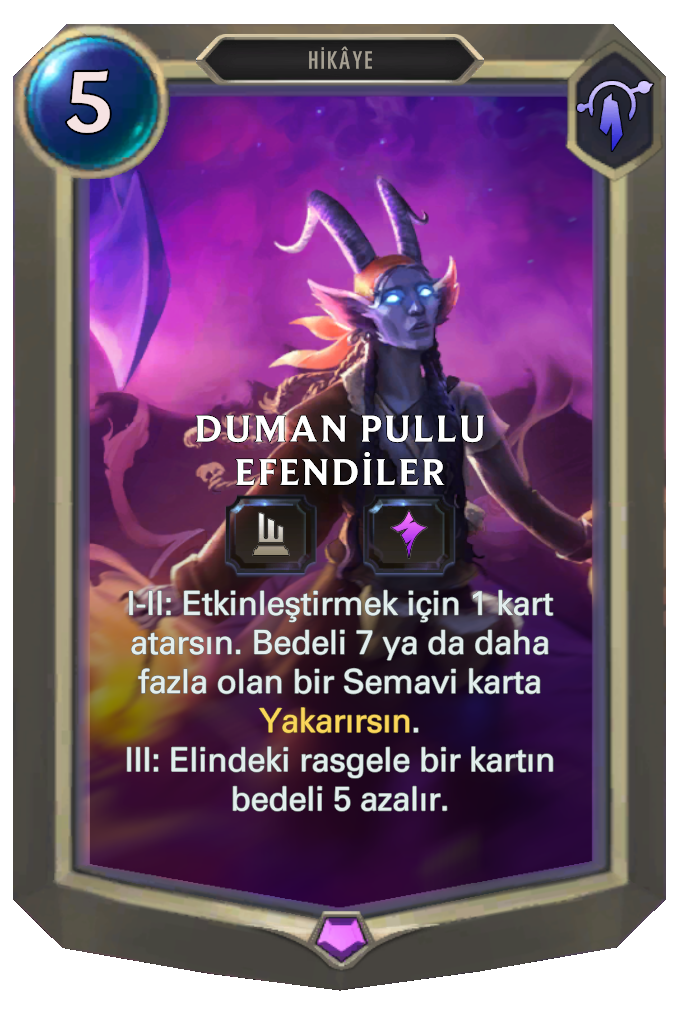 HİKÂYE
5
DUMAN PULLU
EFENDİLER
I-II: Etkinleştirmek için 1 kart
atarsın. Bedeli 7 ya da daha
fazla olan bir Semavi karta
Yakarırsın.
III: Elindeki rasgele bir kartın
bedeli 5 azalır.